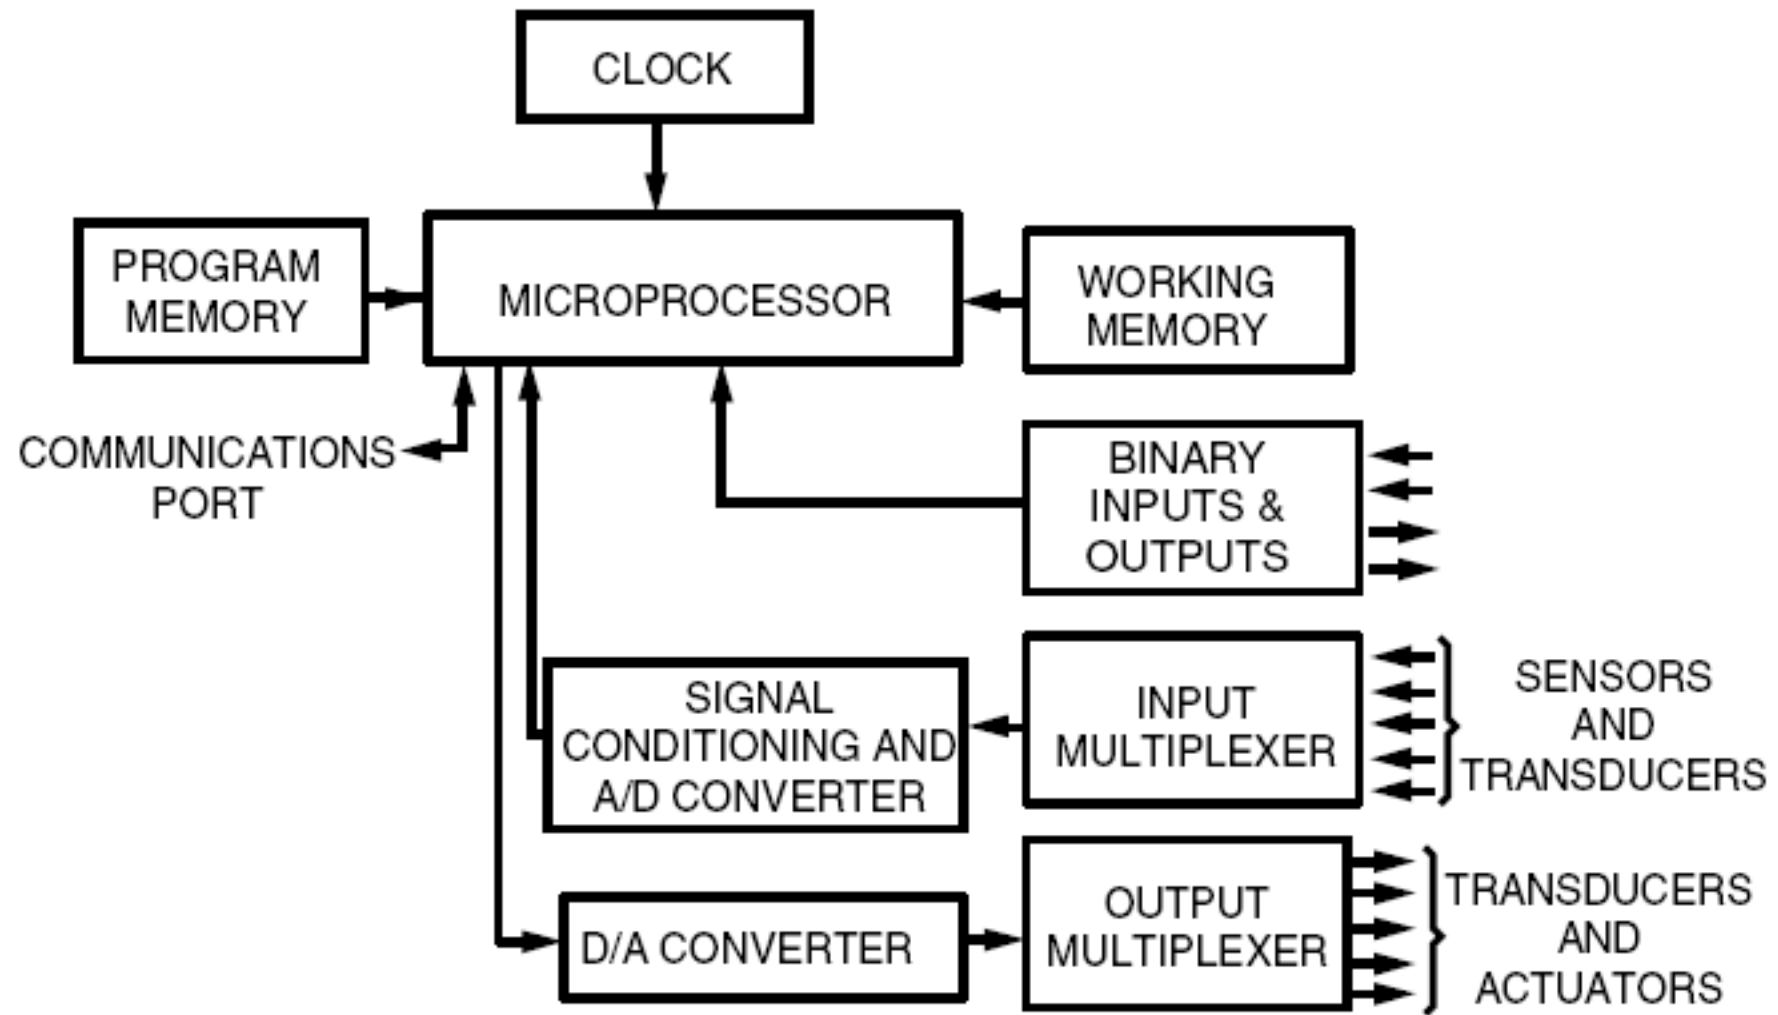 CLOCK
PROGRAM
MEMORY
MICROPROCESSOR
WORKING
MEMORY
COMMUNICATIONS
PORT
BINARY
INPUTS &
OUTPUTS
SIGNAL
CONDITIONING AND
A/D CONVERTER
INPUT
MULTIPLEXER
SENSORS
AND
TRANSDUCERS
D/A CONVERTER
OUTPUT
MULTIPLEXER
TRANSDUCERS
AND
ACTUATORS